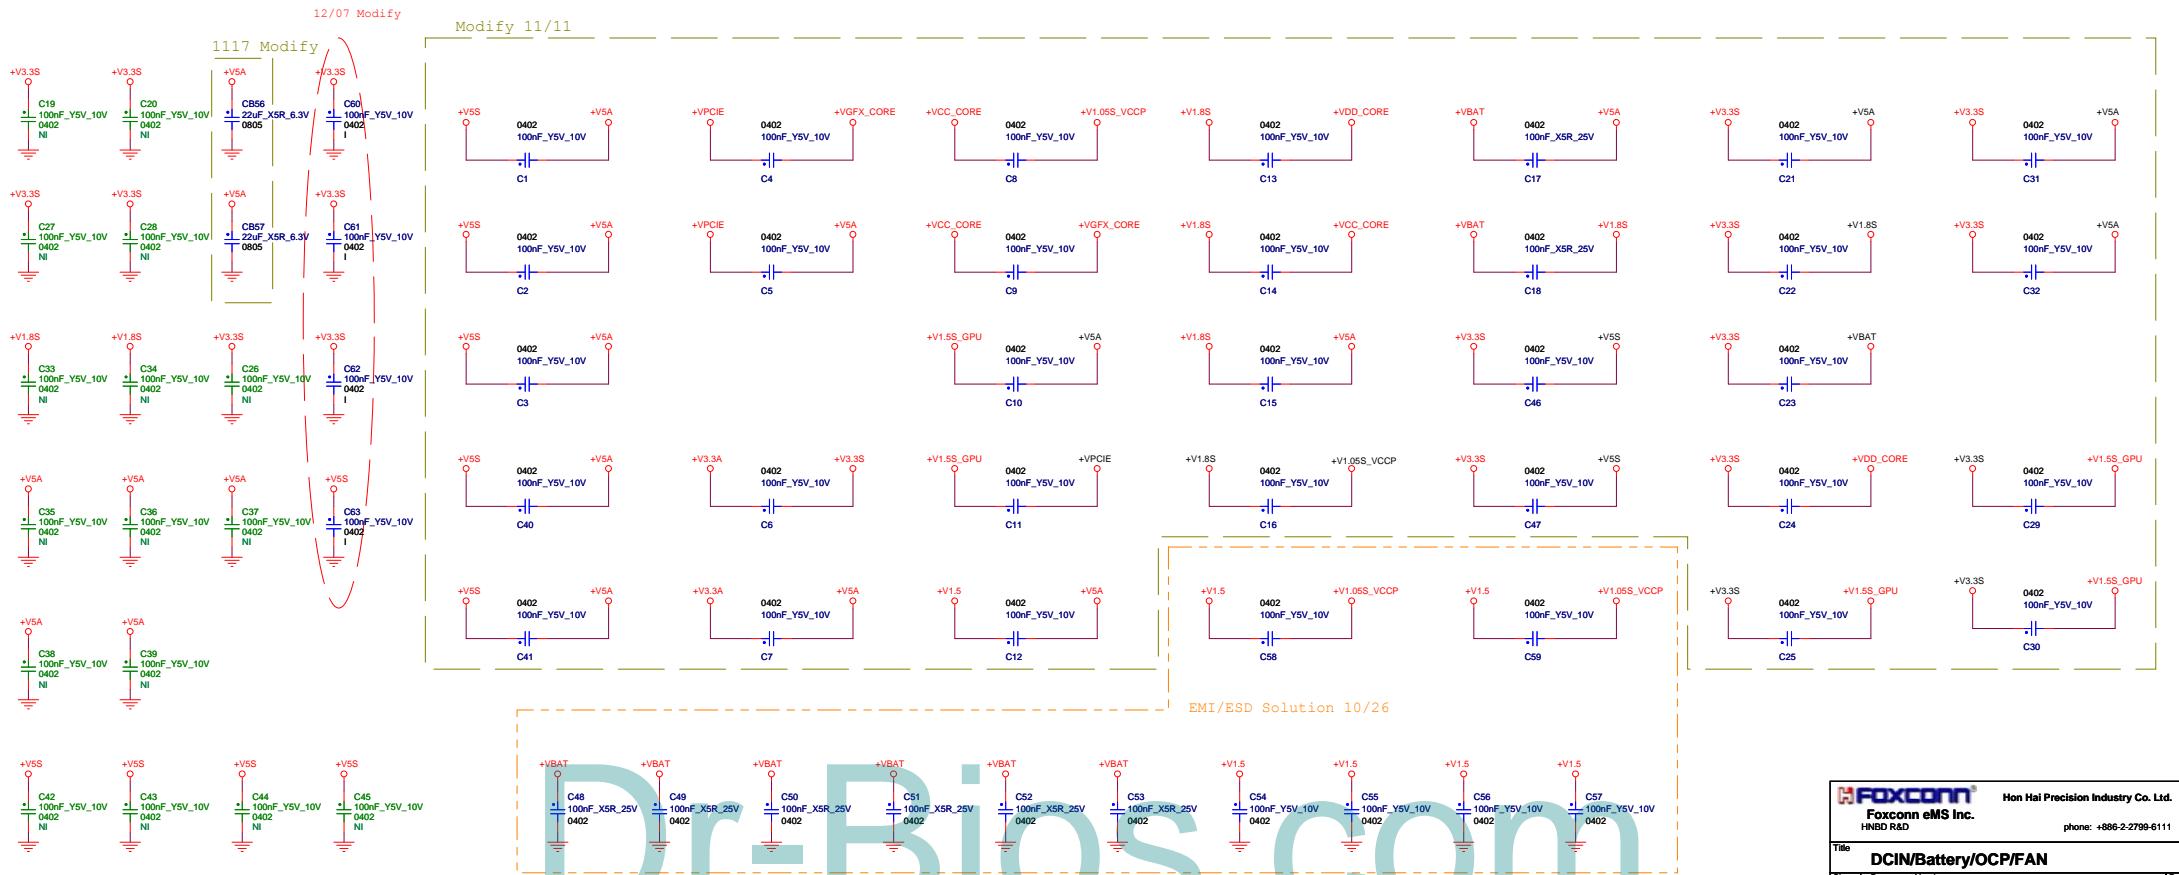 12/07 Modify
Modify 11/11
1117 Modify
+V3.3S
C19
100nF_Y5V_10V
0402
NI
+V3.3S
C20
100nF_Y5V_10V
0402
NI
+V5A
CB56
22uF_X5R_6.3V
0805
+V3.3S
C60
100nF_Y5V_10V
0402
I
+V5S
+V5A
0402
100nF_Y5V_10V
C1
+VPCIE
+VGFX_CORE
0402
100nF_Y5V_10V
C4
+VCC_CORE
+V1.05S_VCCP
0402
100nF_Y5V_10V
C8
+V1.8S
+VDD_CORE
0402
100nF_Y5V_10V
C13
+VBAT
+V5A
0402
100nF_X5R_25V
C17
+V3.3S
+V5A
0402
100nF_Y5V_10V
C21
+V3.3S
+V5A
0402
100nF_Y5V_10V
C31
+V3.3S
C27
100nF_Y5V_10V
0402
NI
+V3.3S
C28
100nF_Y5V_10V
0402
NI
+V5A
CB57
22uF_X5R_6.3V
0805
+V3.3S
C61
100nF_Y5V_10V
0402
I
+V5S
+V5A
0402
100nF_Y5V_10V
C2
+VPCIE
+V5A
0402
100nF_Y5V_10V
C5
+VCC_CORE
+VGFX_CORE
0402
100nF_Y5V_10V
C9
+V1.8S
+VCC_CORE
0402
100nF_Y5V_10V
C14
+VBAT
+V1.8S
0402
100nF_X5R_25V
C18
+V3.3S
+V1.8S
0402
100nF_Y5V_10V
C22
+V3.3S
+V5A
0402
100nF_Y5V_10V
C32
+V1.8S
C33
100nF_Y5V_10V
0402
NI
+V1.8S
C34
100nF_Y5V_10V
0402
NI
+V3.3S
C26
100nF_Y5V_10V
0402
NI
+V3.3S
C62
100nF_Y5V_10V
0402
I
+V5S
+V5A
0402
100nF_Y5V_10V
C3
+V1.5S_GPU
+V5A
0402
100nF_Y5V_10V
C10
+V1.8S
+V5A
0402
100nF_Y5V_10V
C15
+V3.3S
+V5S
0402
100nF_Y5V_10V
C46
+V3.3S
+VBAT
0402
100nF_Y5V_10V
C23
+V5A
C35
100nF_Y5V_10V
0402
NI
+V5A
C36
100nF_Y5V_10V
0402
NI
+V5A
C37
100nF_Y5V_10V
0402
NI
+V5S
C63
100nF_Y5V_10V
0402
I
+V5S
+V5A
0402
100nF_Y5V_10V
C40
+V3.3A
+V3.3S
0402
100nF_Y5V_10V
C6
+V1.5S_GPU
+VPCIE
0402
100nF_Y5V_10V
C11
+V1.8S
+V1.05S_VCCP
0402
100nF_Y5V_10V
C16
+V3.3S
+V5S
0402
100nF_Y5V_10V
C47
+V3.3S
+VDD_CORE
0402
100nF_Y5V_10V
C24
+V3.3S
+V1.5S_GPU
0402
100nF_Y5V_10V
C29
+V5A
C38
100nF_Y5V_10V
0402
NI
+V5A
C39
100nF_Y5V_10V
0402
NI
+V5S
+V5A
0402
100nF_Y5V_10V
C41
+V3.3A
+V5A
0402
100nF_Y5V_10V
C7
+V1.5
+V5A
0402
100nF_Y5V_10V
C12
+V1.5
+V1.05S_VCCP
0402
100nF_Y5V_10V
C58
+V1.5
+V1.05S_VCCP
0402
100nF_Y5V_10V
C59
+V3.3S
+V1.5S_GPU
0402
100nF_Y5V_10V
C25
+V3.3S
+V1.5S_GPU
0402
100nF_Y5V_10V
C30
EMI/ESD Solution 10/26
+V5S
C42
100nF_Y5V_10V
0402
NI
+V5S
C43
100nF_Y5V_10V
0402
NI
+V5S
C44
100nF_Y5V_10V
0402
NI
+V5S
C45
100nF_Y5V_10V
0402
NI
+VBAT
C48
100nF_X5R_25V
0402
+VBAT
C49
100nF_X5R_25V
0402
+VBAT
C50
100nF_X5R_25V
0402
+VBAT
C51
100nF_X5R_25V
0402
+VBAT
C52
100nF_X5R_25V
0402
+VBAT
C53
100nF_X5R_25V
0402
+V1.5
C54
100nF_Y5V_10V
0402
+V1.5
C55
100nF_Y5V_10V
0402
+V1.5
C56
100nF_Y5V_10V
0402
+V1.5
C57
100nF_Y5V_10V
0402
Dr-Bios.com
FOXCONN®
Hon Hai Precision Industry Co. Ltd.
Foxconn eMS Inc.
HNBD R&D
phone: +886-2-2799-6111
Title
DCIN/Battery/OCP/FAN